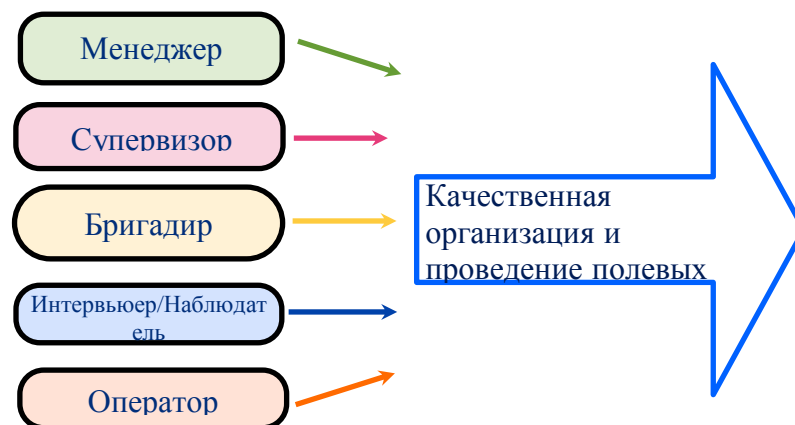 Менеджер
Супервизор
Бригадир
Интервьюер/Наблюдат
ель
Оператор
Качественная
организация и
проведение полевых